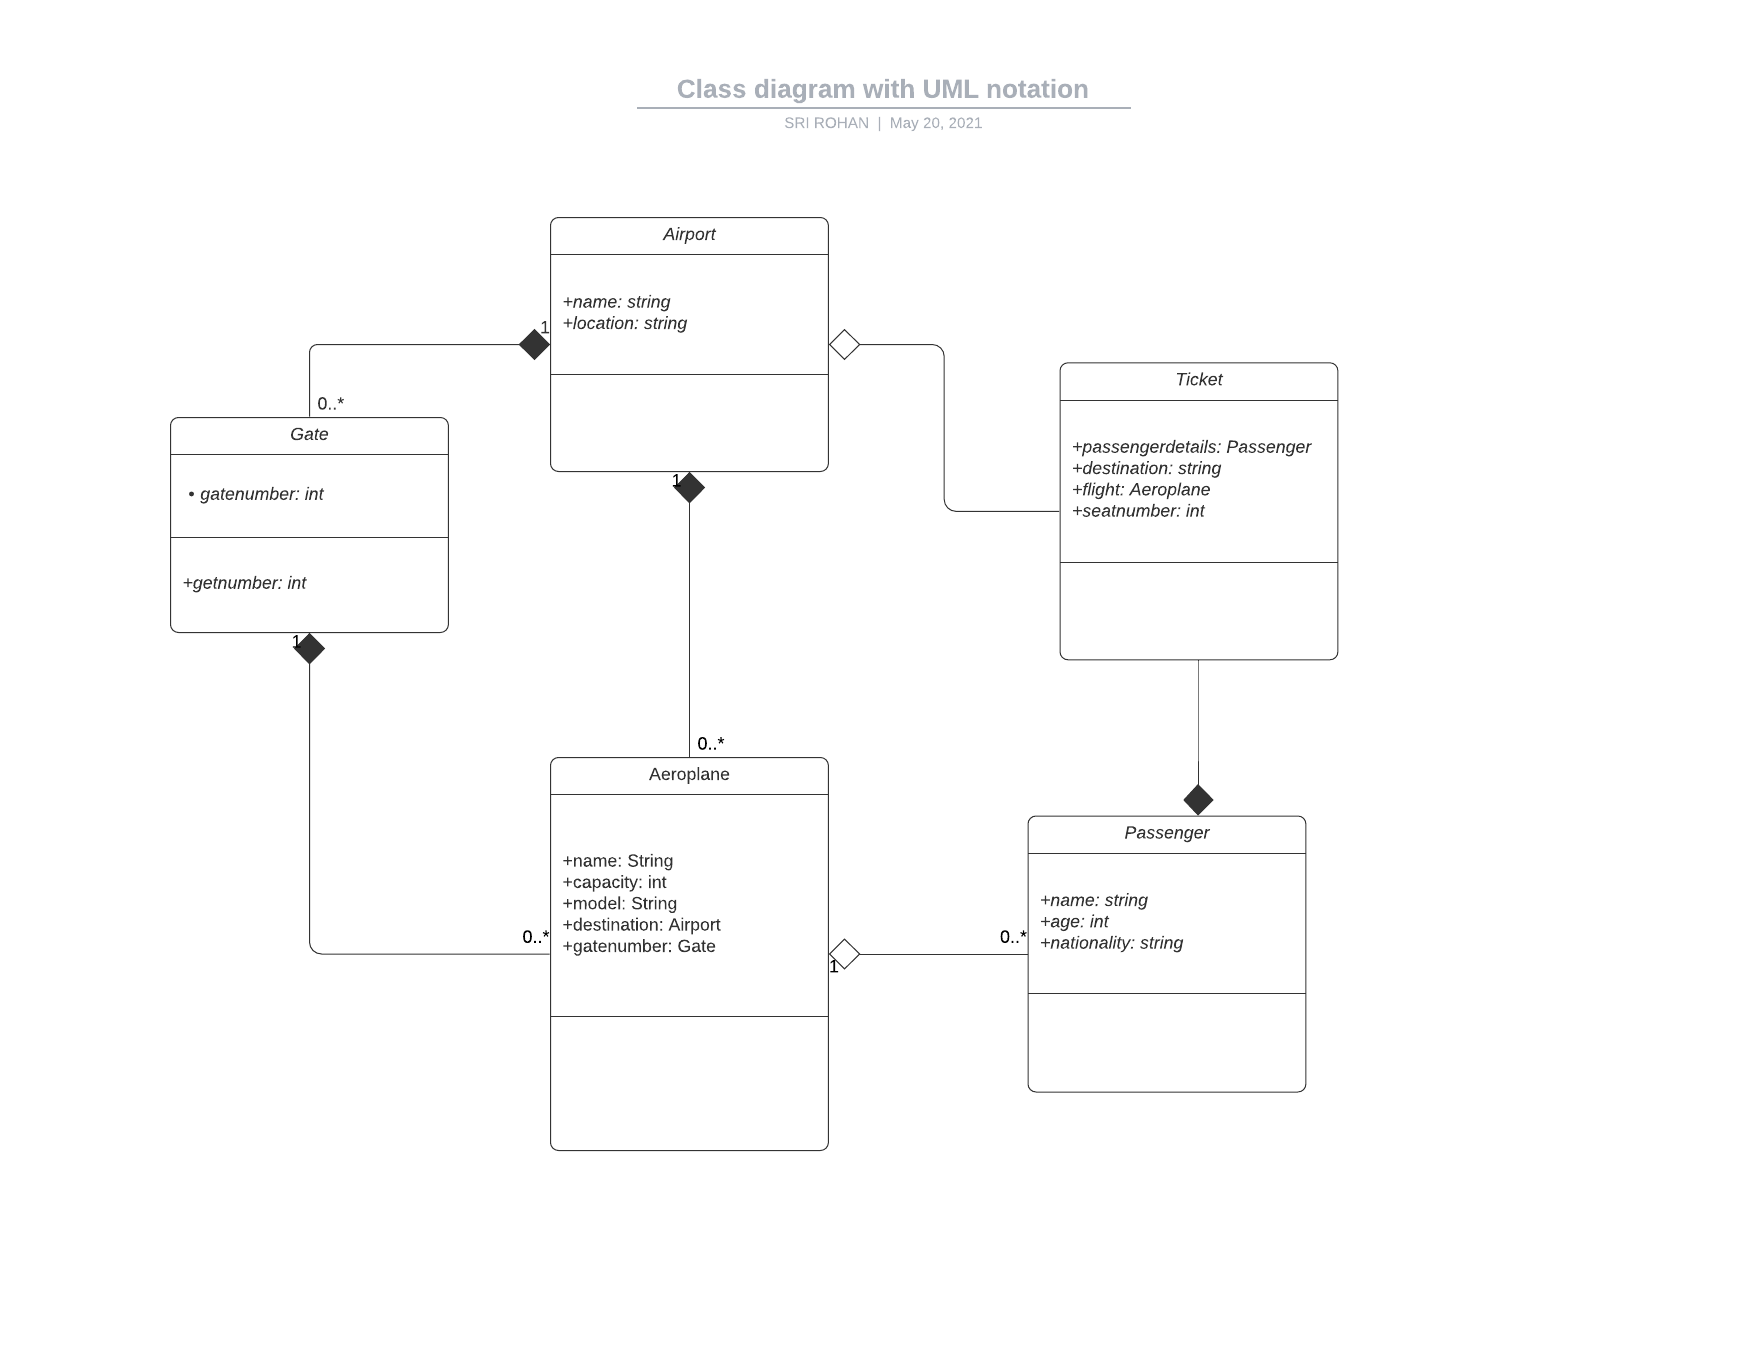 Class diagram with UML notation
SRI ROHAN | May 20, 2021
Airport
+name: string
+location: string
1
1
0..*
Gate
• gatenumber: int
+getnumber: int
1
Ticket
+passengerdetails: Passenger
+destination: string
+flight: Aeroplane
+seatnumber: int
0..*
Aeroplane
+name: String
+capacity: int
+model: String
+destination: Airport
+gatenumber: Gate
0..*
1
0..*
Passenger
+name: string
+age: int
+nationality: string